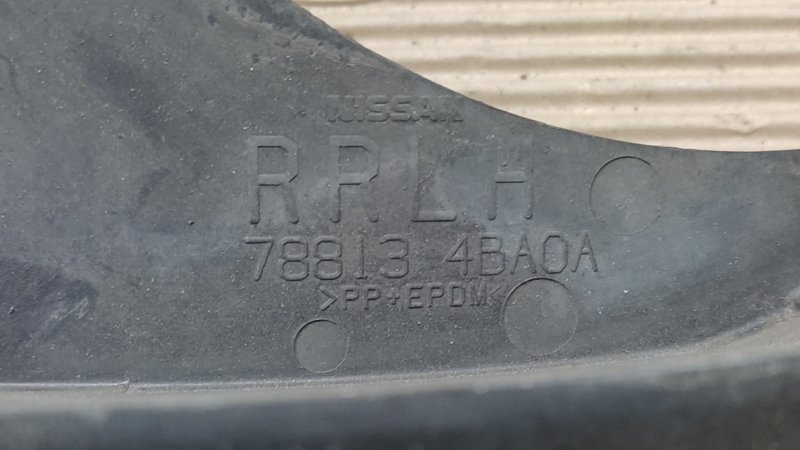 NISSAN
RRLH
78813 4BA0A
>PP+EPDM<